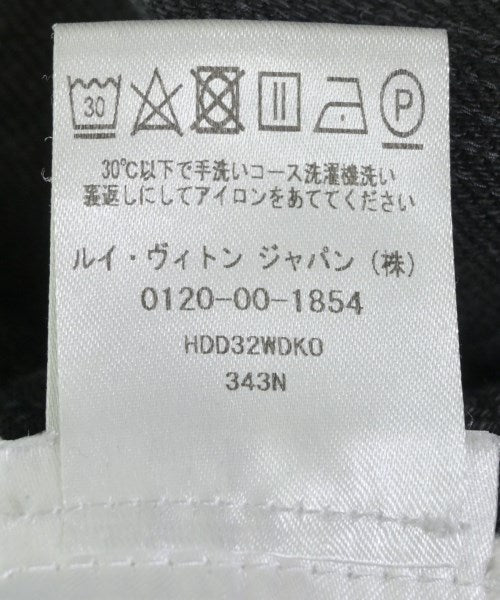 30 P
30℃以下で手洗いコース洗濯機洗い
裏返しにしてアイロンをあててください
ルイ・ヴィトン ジャパン（株）
0120-00-1854
HDD32WDKO
343N